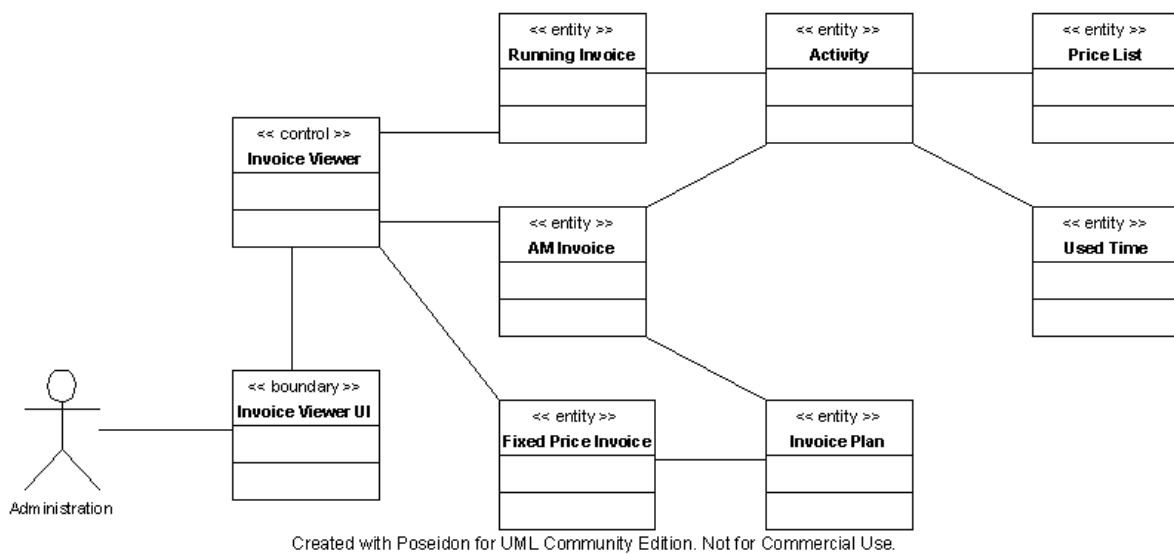 << entity >>
Running Invoice
<< entity >>
Activity
<< entity >>
Price List
<< control >>
Invoice Viewer
<< entity >>
AM Invoice
<< entity >>
Used Time
<< boundary >>
Invoice Viewer UI
<< entity >>
Fixed Price Invoice
<< entity >>
Invoice Plan
Administration
Created with Poseidon for UML Community Edition. Not for Commercial Use.